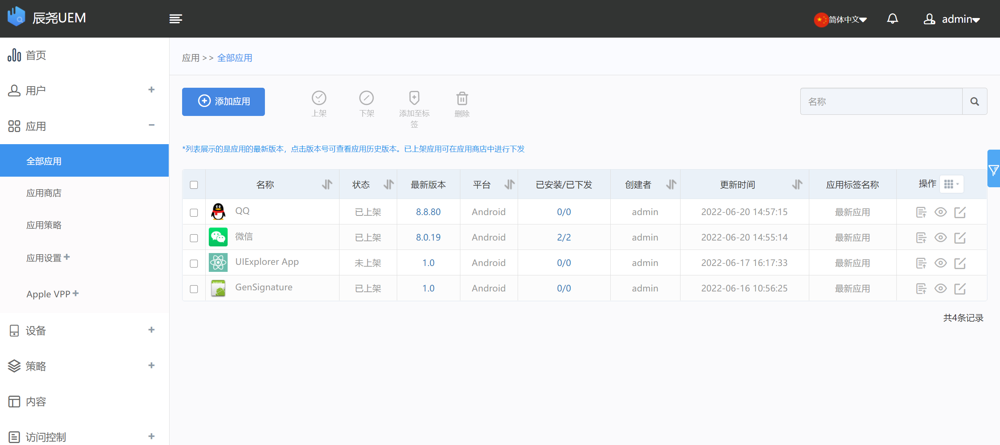 辰尧UEM
简体中文
admin
首页
用户
应用
全部应用
应用商店
应用策略
应用设置
Apple VPP
设备
策略
内容
访问控制
应用 >> 全部应用
添加应用
上架
下架
添加至标
签
删除
名称
*列表展示的是应用的最新版本，点击版本号可查看应用历史版本。已上架应用可在应用商店中进行下发
名称 状态 最新版本 平台 已安装/已下发 创建者 更新时间 应用标签名称 操作
QQ 已上架 8.8.80 Android 0/0 admin 2022-06-20 14:57:15 最新应用
微信 已上架 8.0.19 Android 2/2 admin 2022-06-20 14:55:14 最新应用
UIExplorer App 未上架 1.0 Android 0/0 admin 2022-06-17 16:17:33 最新应用
GenSignature 已上架 1.0 Android 0/0 admin 2022-06-16 10:56:25 最新应用
共4条记录